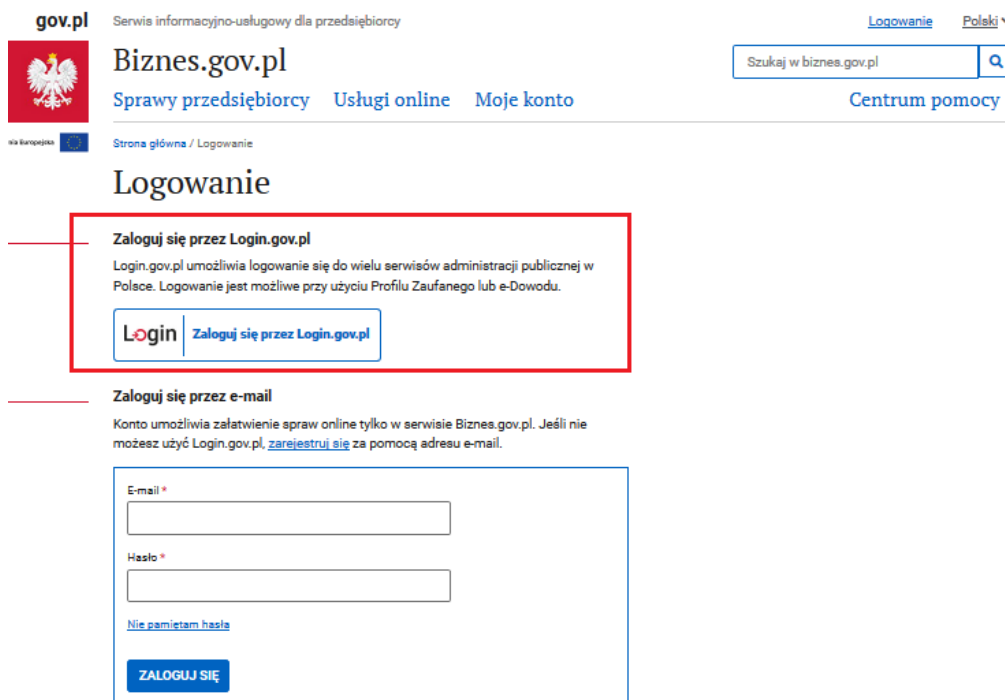 gov.pl
Serwis informacyjno-usługowy dla przedsiębiorcy
Logowanie
Polski
Biznes.gov.pl
Szukaj w biznes.gov.pl
Sprawy przedsiębiorcy
Usługi online
Moje konto
Centrum pomocy
nia Europejska
Strona główna / Logowanie
Logowanie
Zaloguj się przez Login.gov.pl
Login.gov.pl umożliwia logowanie się do wielu serwisów administracji publicznej w
Polsce. Logowanie jest możliwe przy użyciu Profilu Zaufanego lub e-Dowodu.
Login
Zaloguj się przez Login.gov.pl
Zaloguj się przez e-mail
Konto umożliwia załatwienie spraw online tylko w serwisie Biznes.gov.pl. Jeśli nie
możesz użyć Login.gov.pl, zarejestruj się za pomocą adresu e-mail.
E-mail *
Hasło *
Nie pamiętam hasła
ZALOGUJ SIĘ